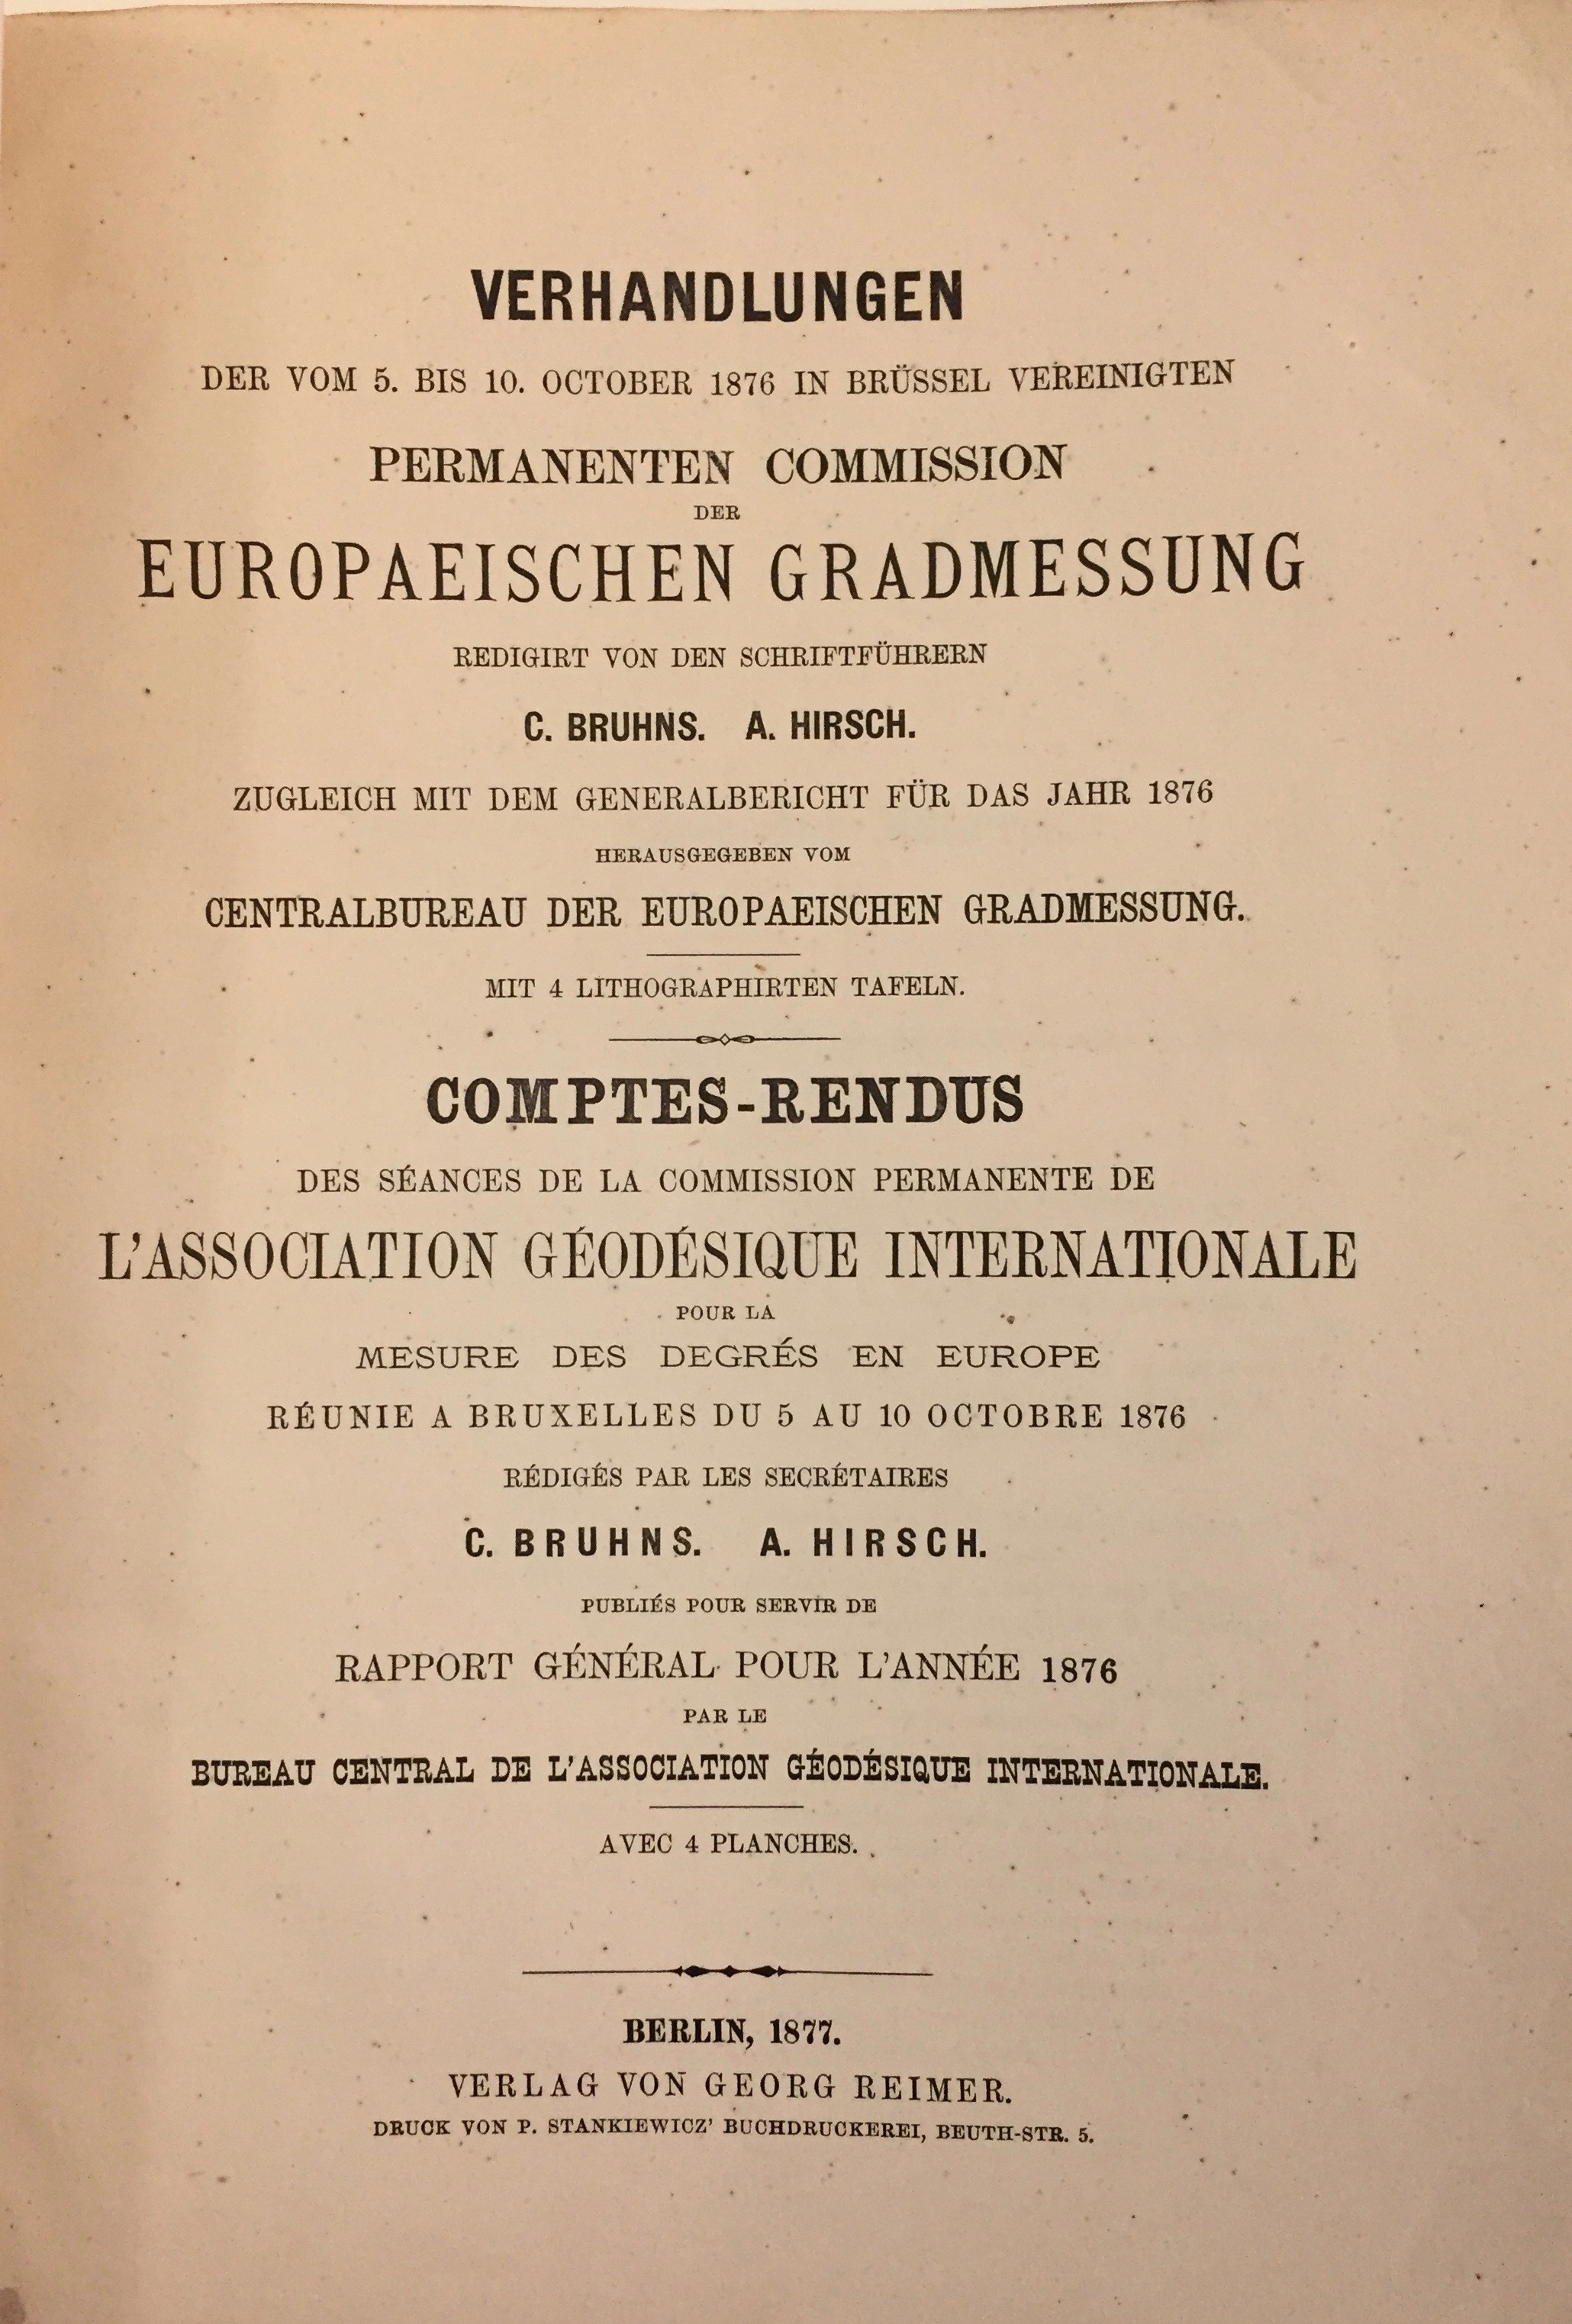 VERHANDLUNGEN
DER VOM 5. BIS 10. OCTOBER 1876 IN BRÜSSEL VEREINIGTEN
PERMANENTEN COMMISSION
DER
EUROPAEISCHEN GRADMESSUNG
REDIGIRT VON DEN SCHRIFTFÜHRERN
C. BRUHNS. A. HIRSCH.
ZUGLEICH MIT DEM GENERALBERICHT FÜR DAS JAHR 1876
HERAUSGEGEBEN VOM
CENTRALBUREAU DER EUROPAEISCHEN GRADMESSUNG.
MIT 4 LITHOGRAPHIRTEN TAFELN.
COMPTES-RENDUS
DES SÉANCES DE LA COMMISSION PERMANENTE DE
L'ASSOCIATION GÉODÉSIQUE INTERNATIONALE
POUR LA
MESURE DES DEGRÉS EN EUROPE
RÉUNIE A BRUXELLES DU 5 AU 10 OCTOBRE 1876
RÉDIGÉS PAR LES SECRÉTAIRES
C. BRUHNS. A. HIRSCH.
PUBLIÉS POUR SERVIR DE
RAPPORT GÉNÉRAL POUR L'ANNÉE 1876
PAR LE
BUREAU CENTRAL DE L'ASSOCIATION GÉODÉSIQUE INTERNATIONALE.
AVEC 4 PLANCHES.
BERLIN, 1877.
VERLAG VON GEORG REIMER.
DRUCK VON P. STANKIEWICZ' BUCHDRUCKEREI, BEUTH-STR. 5.